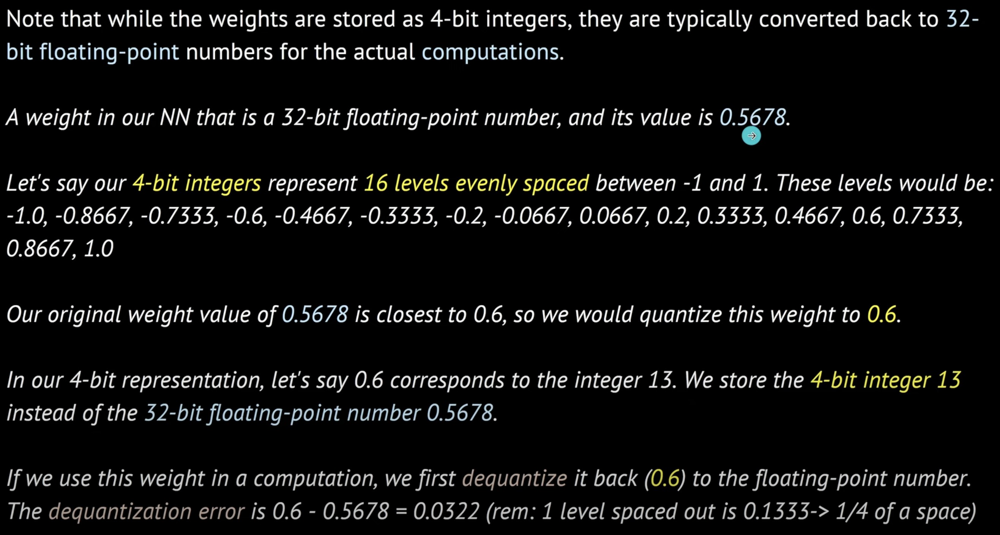 Note that while the weights are stored as 4-bit integers, they are typically converted back to 32-
bit floating-point numbers for the actual computations.
A weight in our NN that is a 32-bit floating-point number, and its value is 0.5678.
Let's say our 4-bit integers represent 16 levels evenly spaced between -1 and 1. These levels would be:
-1.0, -0.8667, -0.7333, -0.6, -0.4667, -0.3333, -0.2, -0.0667, 0.0667, 0.2, 0.3333, 0.4667, 0.6, 0.7333,
0.8667, 1.0
Our original weight value of 0.5678 is closest to 0.6, so we would quantize this weight to 0.6.
In our 4-bit representation, let's say 0.6 corresponds to the integer 13. We store the 4-bit integer 13
instead of the 32-bit floating-point number 0.5678.
If we use this weight in a computation, we first dequantize it back (0.6) to the floating-point number.
The dequantization error is 0.6 - 0.5678 = 0.0322 (rem: 1 level spaced out is 0.1333-> 1/4 of a space)